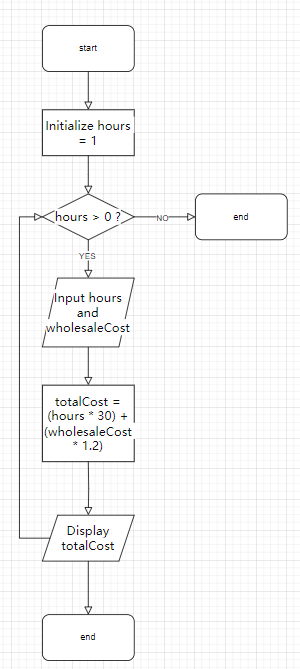 start
Initialize hours
= 1
hours > 0 ?
NO
end
YES
Input hours
and
wholesaleCost
totalCost =
(hours * 30) +
(wholesaleCost
* 1.2)
Display
totalCost
end